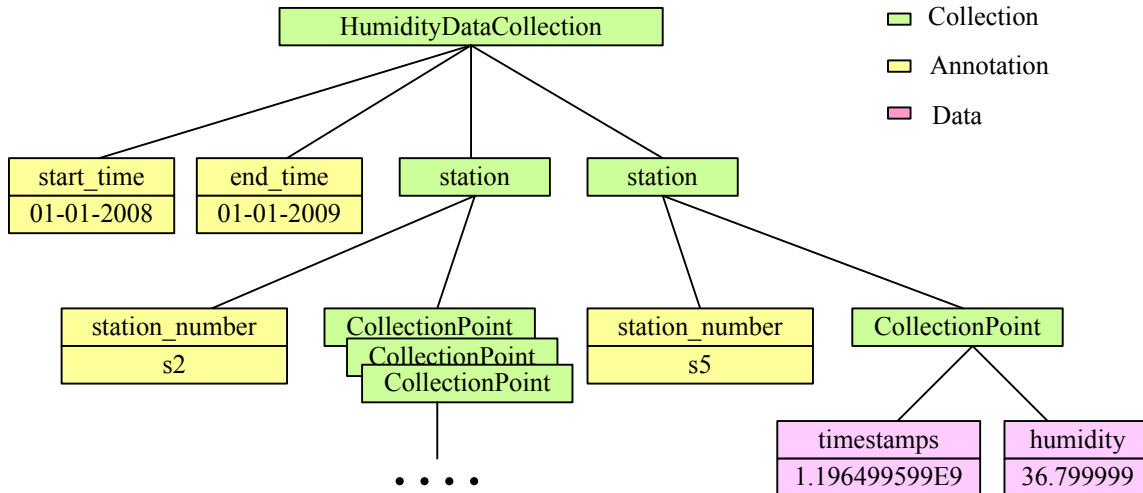 HumidityDataCollection
Collection
Annotation
Data
start_time
01-01-2008
end_time
01-01-2009
station
station
station_number
s2
CollectionPoint
CollectionPoint
CollectionPoint
station_number
s5
CollectionPoint
timestamps
1.196499599E9
humidity
36.799999
• • • •